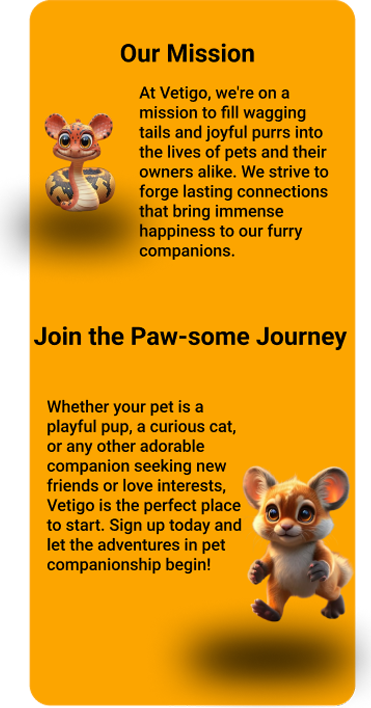 Our Mission
At Vetigo, we're on a
mission to fill wagging
tails and joyful purrs into
the lives of pets and their
owners alike. We strive to
forge lasting connections
that bring immense
happiness to our furry
companions.
Join the Paw-some Journey
Whether your pet is a
playful pup, a curious cat,
or any other adorable
companion seeking new
friends or love interests,
Vetigo is the perfect place
to start. Sign up today and
let the adventures in pet
companionship begin!